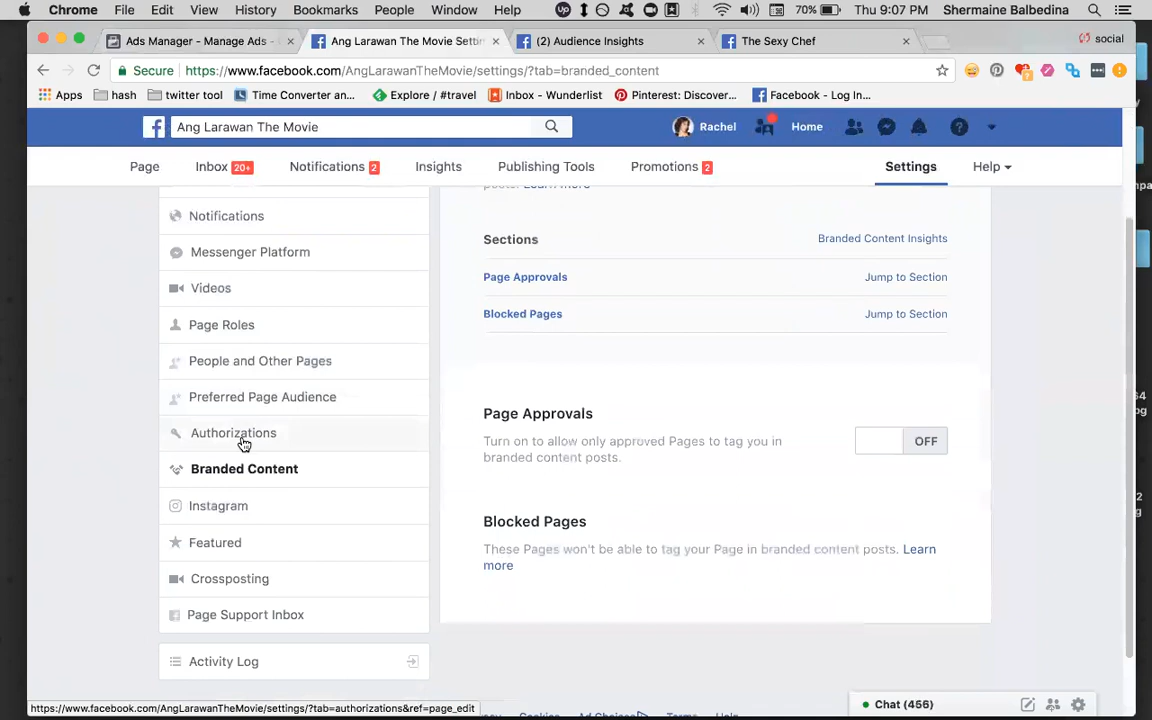 Chrome File Edit View History Bookmarks People Window Help 70% Thu 9:07 PM Shermaine Balbedina
Ads Manager - Manage Ads - Ang Larawan The Movie Settin (2) Audience Insights The Sexy Chef social
Secure https://www.facebook.com/AngLarawanTheMovie/settings/?tab=branded_content
Apps hash twitter tool Time Converter an... Explore / #travel Inbox - Wunderlist Pinterest: Discover... Facebook - Log In...
Ang Larawan The Movie Rachel Home
Page Inbox 20+ Notifications 2 Insights Publishing Tools Promotions 2 Settings Help
posts. Learn More
Notifications
Sections Branded Content Insights
Messenger Platform
Page Approvals Jump to Section
Videos
Blocked Pages Jump to Section
Page Roles
People and Other Pages
Preferred Page Audience
Page Approvals
Authorizations
Turn on to allow only approved Pages to tag you in
branded content posts.
OFF
Branded Content
Instagram
Blocked Pages
Featured
These Pages won't be able to tag your Page in branded content posts. Learn
more
Crossposting
Page Support Inbox
Activity Log
https://www.facebook.com/AngLarawanTheMovie/settings/?tab=authorizations&ref=page_edit
Chat (456)